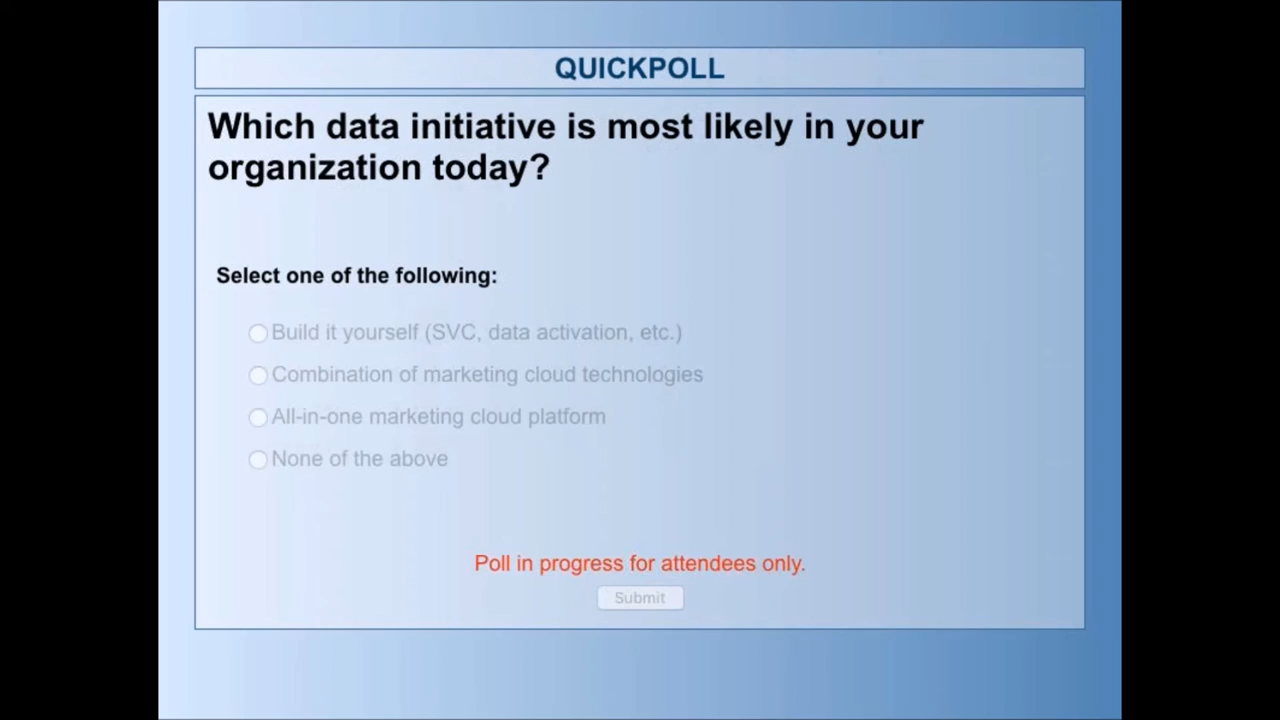 QUICKPOLL
Which data initiative is most likely in your
organization today?
Select one of the following:
Build it yourself (SVC, data activation, etc.)
Combination of marketing cloud technologies
All-in-one marketing cloud platform
None of the above
Poll in progress for attendees only.
Submit